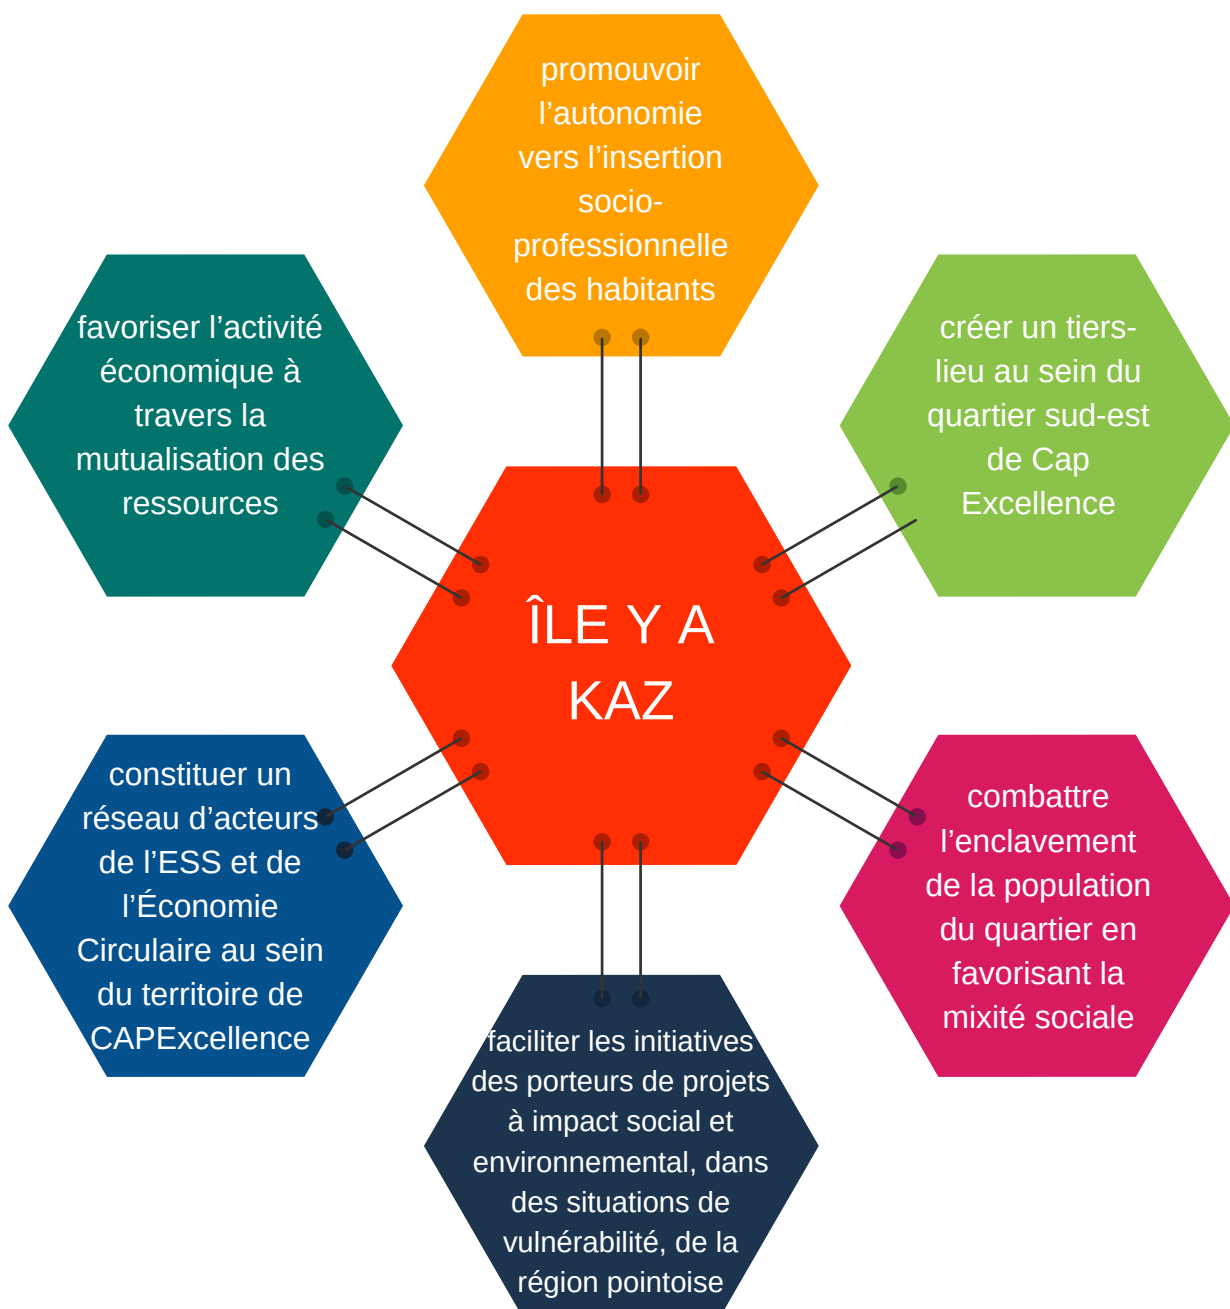 promouvoir
l’autonomie
vers l’insertion
socio-
professionnelle
des habitants
favoriser l’activité
économique à
travers la
mutualisation des
ressources
créer un tiers-
lieu au sein du
quartier sud-est
de Cap
Excellence
ÎLE Y A
KAZ
constituer un
réseau d’acteurs
de l’ESS et de
l’Économie
Circulaire au sein
du territoire de
CAPExcellence
combattre
l’enclavement
de la population
du quartier en
favorisant la
mixité sociale
faciliter les initiatives
des porteurs de projets
à impact social et
environnemental, dans
des situations de
vulnérabilité, de la
région pointoise